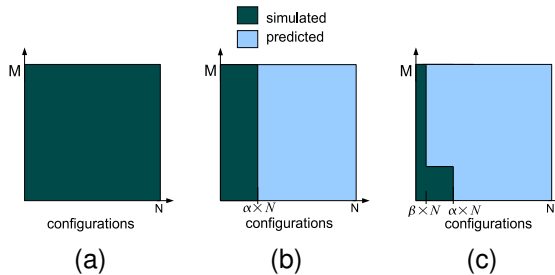 simulated
predicted
M
N
configurations
(a)
M
α×N
N
configurations
(b)
M
β×N
α×N
N
configurations
(c)